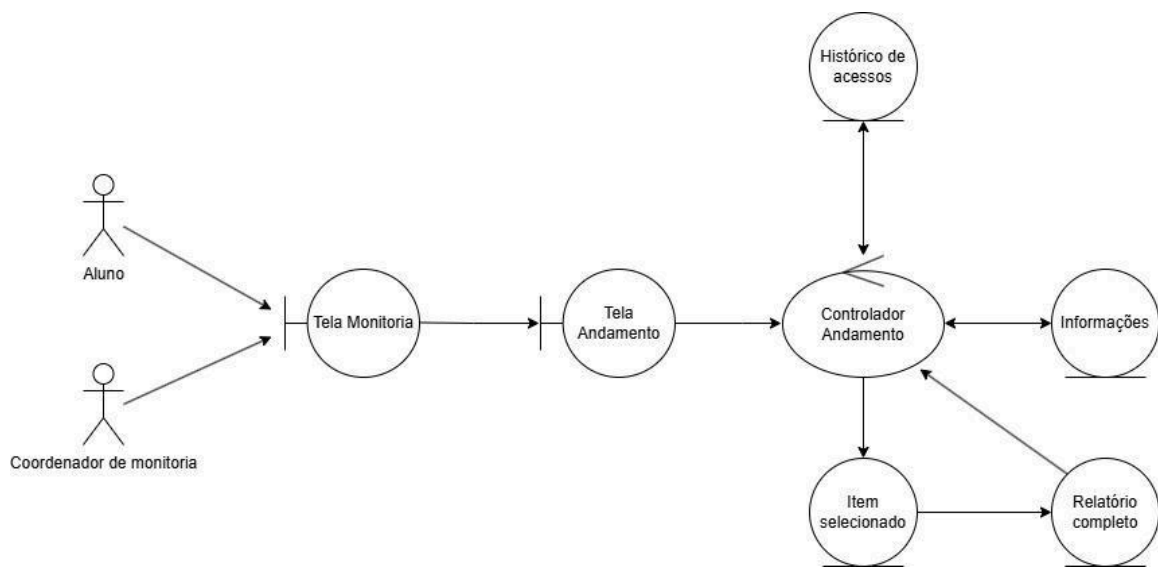 Histórico de
acessos
Aluno
Tela Monitoria
Tela
Andamento
Controlador
Andamento
Informações
Coordenador de monitoria
Item
selecionado
Relatório
completo